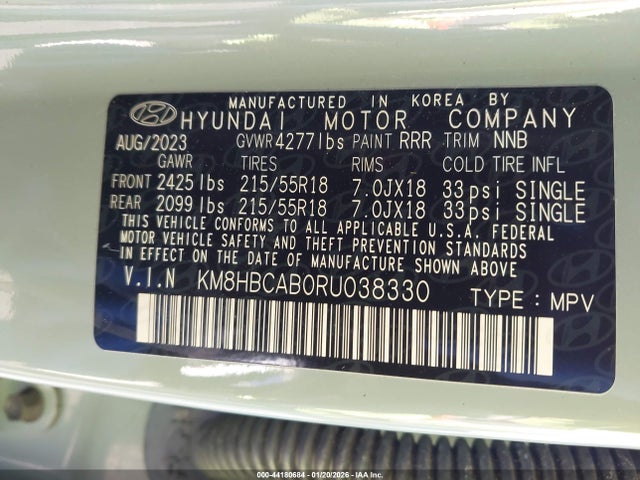 MANUFACTURED IN KOREA BY
HYUNDAI MOTOR COMPANY
AUG/2023 GVWR 4277lbs PAINT RRR TRIM NNB
GAWR TIRES RIMS COLD TIRE INFL
FRONT 2425 lbs 215/55R18 7.0JX18 33psi SINGLE
REAR 2099 lbs 215/55R18 7.0JX18 33psi SINGLE
THIS VEHICLE CONFORMS TO ALL APPLICABLE U.S.A. FEDERAL
MOTOR VEHICLE SAFETY AND THEFT PREVENTION STANDARDS
IN EFFECT ON THE DATE OF MANUFACTURE SHOWN ABOVE
V.I.N KM8HBCAB0RU038330 TYPE : MPV
000-44180684 - 01/20/2026 - IAA Inc.